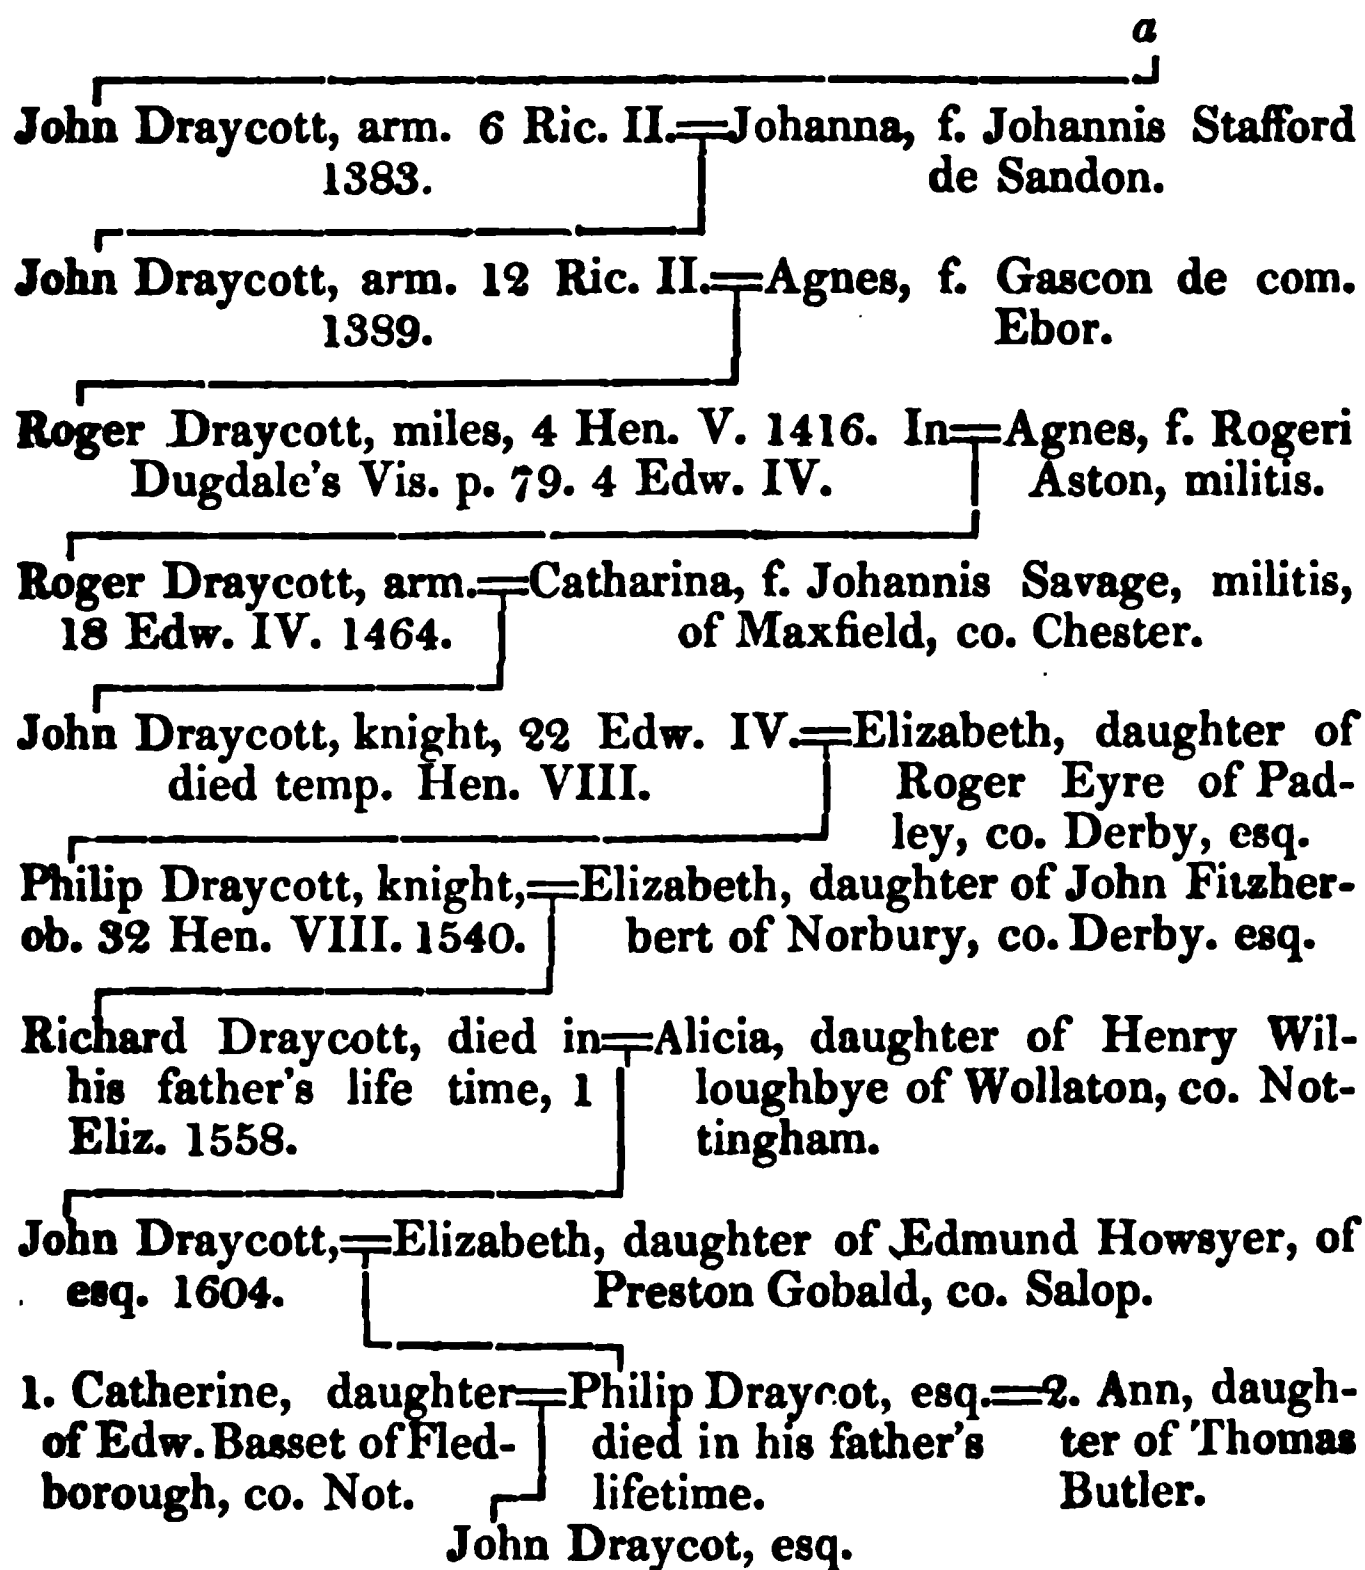 a
John Draycott, arm. 6 Ric. II.=Johanna, f. Johannis Stafford
1383. de Sandon.
John Draycott, arm. 12 Ric. II.=Agnes, f. Gascon de com.
1389. Ebor.
Roger Draycott, miles, 4 Hen. V. 1416. In=Agnes, f. Rogeri
Dugdale's Vis. p. 79. 4 Edw. IV. Aston, militis.
Roger Draycott, arm.=Catharina, f. Johannis Savage, militis,
18 Edw. IV. 1464. of Maxfield, co. Chester.
John Draycott, knight, 22 Edw. IV.=Elizabeth, daughter of
died temp. Hen. VIII. Roger Eyre of Pad-
ley, co. Derby, esq.
Philip Draycott, knight,=Elizabeth, daughter of John Fitzher-
ob. 32 Hen. VIII. 1540. bert of Norbury, co. Derby. esq.
Richard Draycott, died in=Alicia, daughter of Henry Wil-
his father's life time, 1 loughbye of Wollaton, co. Not-
Eliz. 1558. tingham.
John Draycott,=Elizabeth, daughter of Edmund Howsyer, of
esq. 1604. Preston Gobald, co. Salop.
1. Catherine, daughter=Philip Draycot, esq.=2. Ann, daugh-
of Edw. Basset of Fled- died in his father's ter of Thomas
borough, co. Not. lifetime. Butler.
John Draycot, esq.